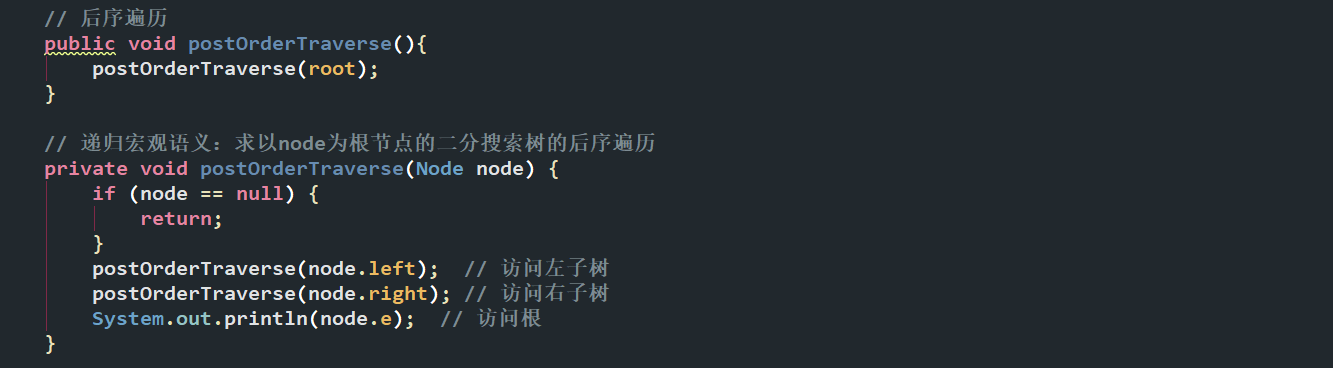 // 后序遍历
public void postOrderTraverse(){
    postOrderTraverse(root);
}
// 递归宏观语义：求以node为根节点的二分搜索树的后序遍历
private void postOrderTraverse(Node node) {
    if (node == null) {
        return;
    }
    postOrderTraverse(node.left);  // 访问左子树
    postOrderTraverse(node.right); // 访问右子树
    System.out.println(node.e);  // 访问根
}